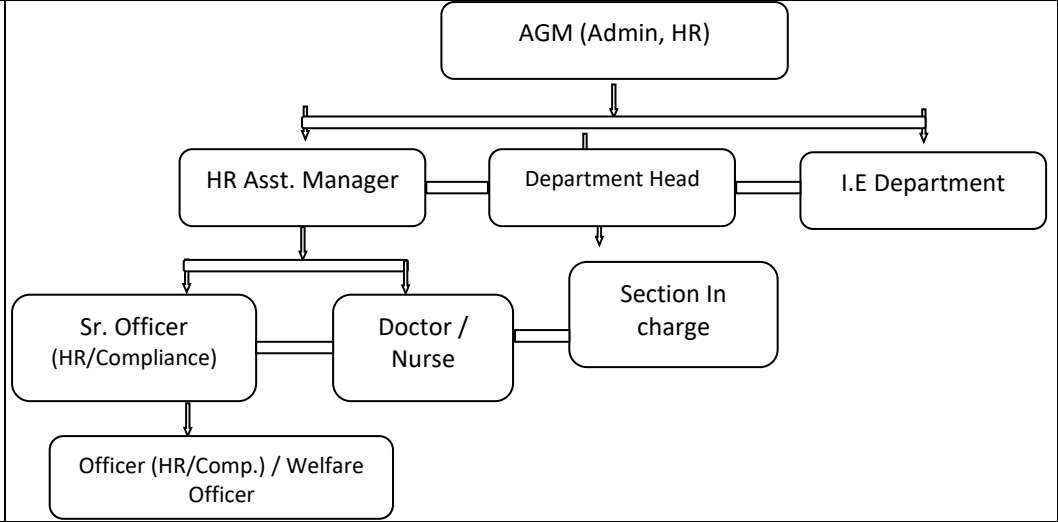 AGM (Admin, HR)
HR Asst. Manager
Department Head
I.E Department
Sr. Officer
(HR/Compliance)
Doctor /
Nurse
Section In
charge
Officer (HR/Comp.) / Welfare
Officer